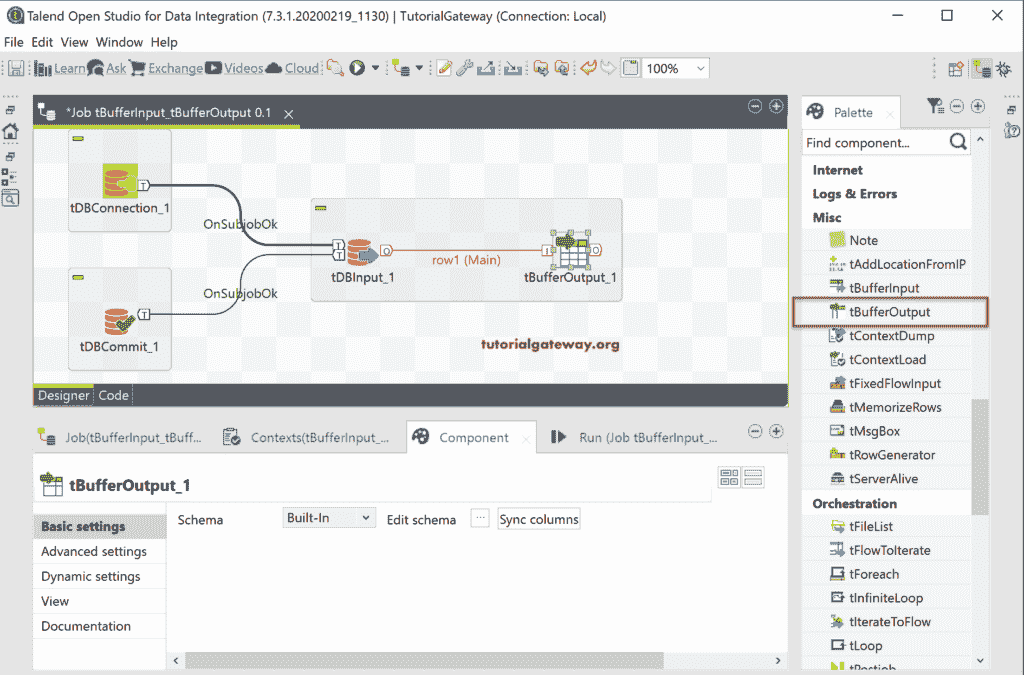 Talend Open Studio for Data Integration (7.3.1.20200219_1130) | TutorialGateway (Connection: Local)
File Edit View Window Help
Learn Ask Exchange Videos Cloud 100%
*Job tBufferInput_tBufferOutput 0.1
tDBConnection_1
OnSubjobOk
tDBInput_1
row1 (Main)
tBufferOutput_1
OnSubjobOk
tDBCommit_1
tutorialgateway.org
Designer Code
Palette
Find component...
Internet
Logs & Errors
Misc
Note
tAddLocationFromIP
tBufferInput
tBufferOutput
tContextDump
tContextLoad
tFixedFlowInput
tMemorizeRows
tMsgBox
tRowGenerator
tServerAlive
Orchestration
tFileList
tFlowToIterate
tForeach
tInfiniteLoop
tIterateToFlow
tLoop
tPostjob
Job(tBufferInput_tBuff... Contexts(tBufferInput_... Component Run (Job tBufferInput_...
tBufferOutput_1
Basic settings
Advanced settings
Dynamic settings
View
Documentation
Schema Built-In Edit schema ... Sync columns